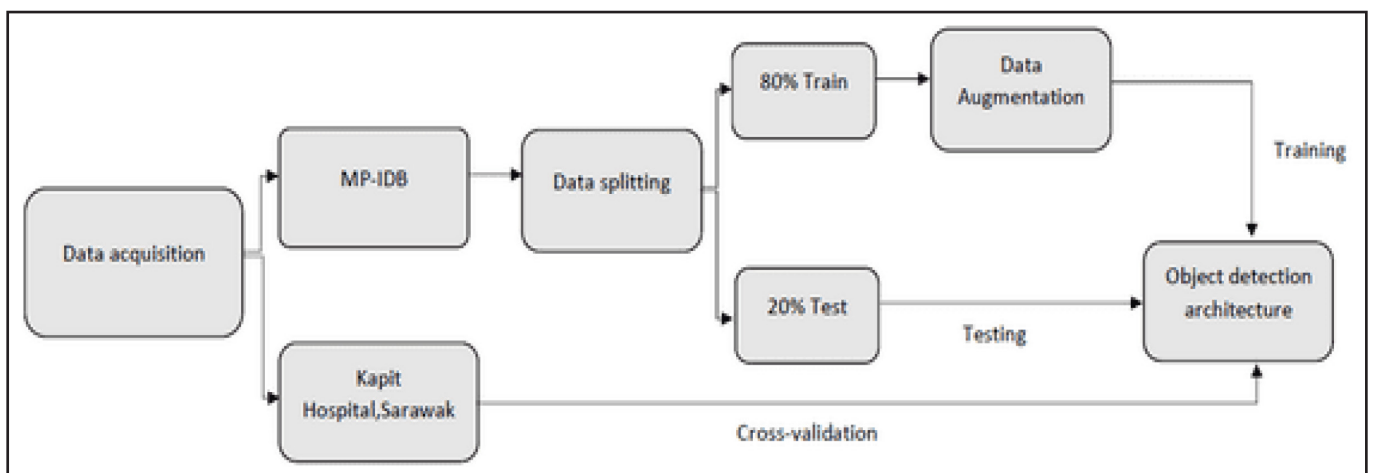 Data acquisition
MP-IDB
Kapit
Hospital,Sarawak
Data splitting
80% Train
20% Test
Data
Augmentation
Training
Testing
Cross-validation
Object detection
architecture